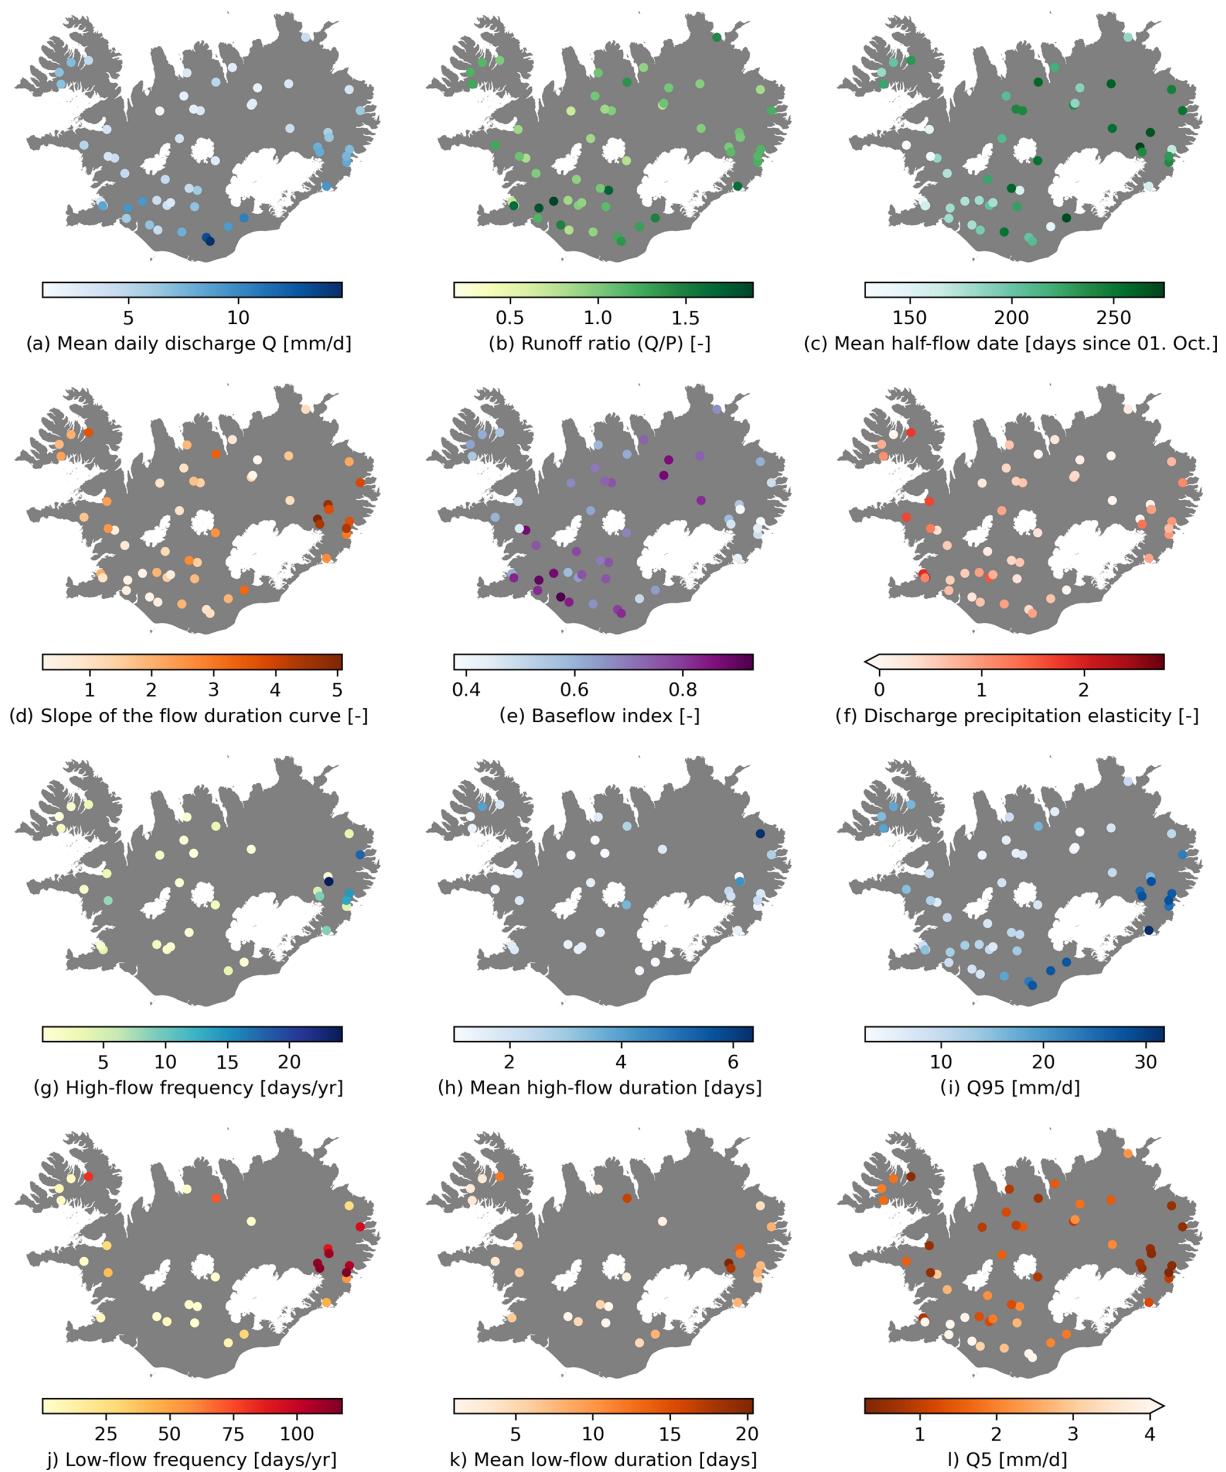 5 10
0.5 1.0 1.5
150 200 250
(a) Mean daily discharge Q [mm/d]
(b) Runoff ratio (Q/P) [-]
(c) Mean half-flow date [days since 01. Oct.]
1 2 3 4 5
0.4 0.6 0.8
0 1 2
(d) Slope of the flow duration curve [-]
(e) Baseflow index [-]
(f) Discharge precipitation elasticity [-]
5 10 15 20
2 4 6
10 20 30
(g) High-flow frequency [days/yr]
(h) Mean high-flow duration [days]
(i) Q95 [mm/d]
25 50 75 100
5 10 15 20
1 2 3 4
j) Low-flow frequency [days/yr]
k) Mean low-flow duration [days]
l) Q5 [mm/d]